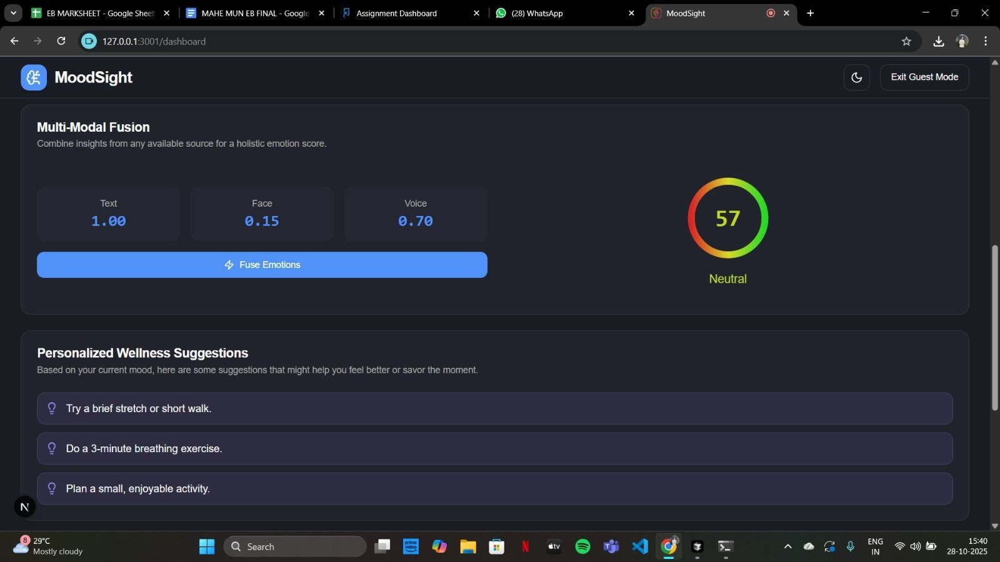 EB MARKSHEET - Google Sheet
MAHE MUN EB FINAL - Google
Assignment Dashboard
(28) WhatsApp
MoodSight
127.0.0.1:3001/dashboard
MoodSight
Exit Guest Mode
Multi-Modal Fusion
Combine insights from any available source for a holistic emotion score.
Text
1.00
Face
0.15
Voice
0.70
Fuse Emotions
57
Neutral
Personalized Wellness Suggestions
Based on your current mood, here are some suggestions that might help you feel better or savor the moment.
Try a brief stretch or short walk.
Do a 3-minute breathing exercise.
Plan a small, enjoyable activity.
N
8
29°C
Mostly cloudy
Search
prime video
N
tv
ENG
IN
15:40
28-10-2025